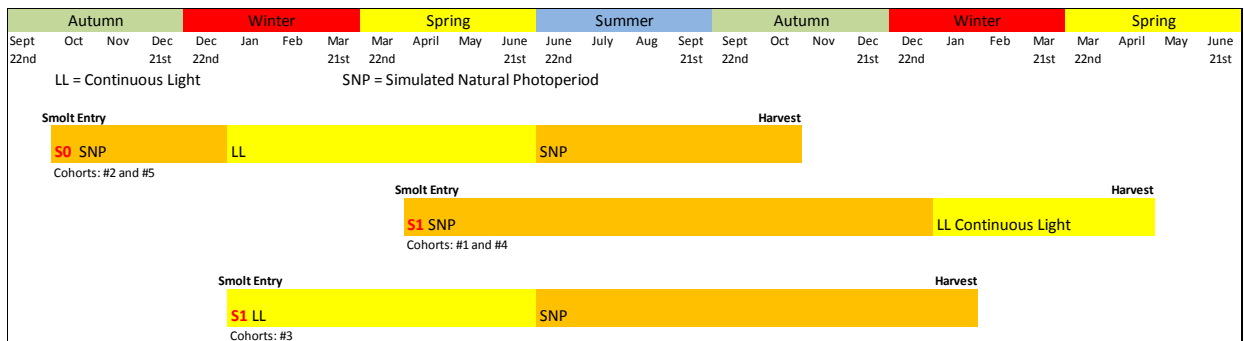 Autumn Winter Spring Summer Autumn Winter Spring
Sept Oct Nov Dec Dec Jan Feb Mar Mar April May June June July Aug Sept Sept Oct Nov Dec Dec Jan Feb Mar Mar April June
22nd 21st 22nd 21st 22nd 21st 22nd 21st 22nd 21st 22nd 21st 22nd 21st
LL = Continuous Light SNP = Simulated Natural Photoperiod
Smolt Entry Harvest
S0 SNP LL SNP
Cohorts: #2 and #5
Smolt Entry Harvest
S1 SNP LL Continuous Light
Cohorts: #1 and #4
Smolt Entry Harvest
S1 LL SNP
Cohorts: #3